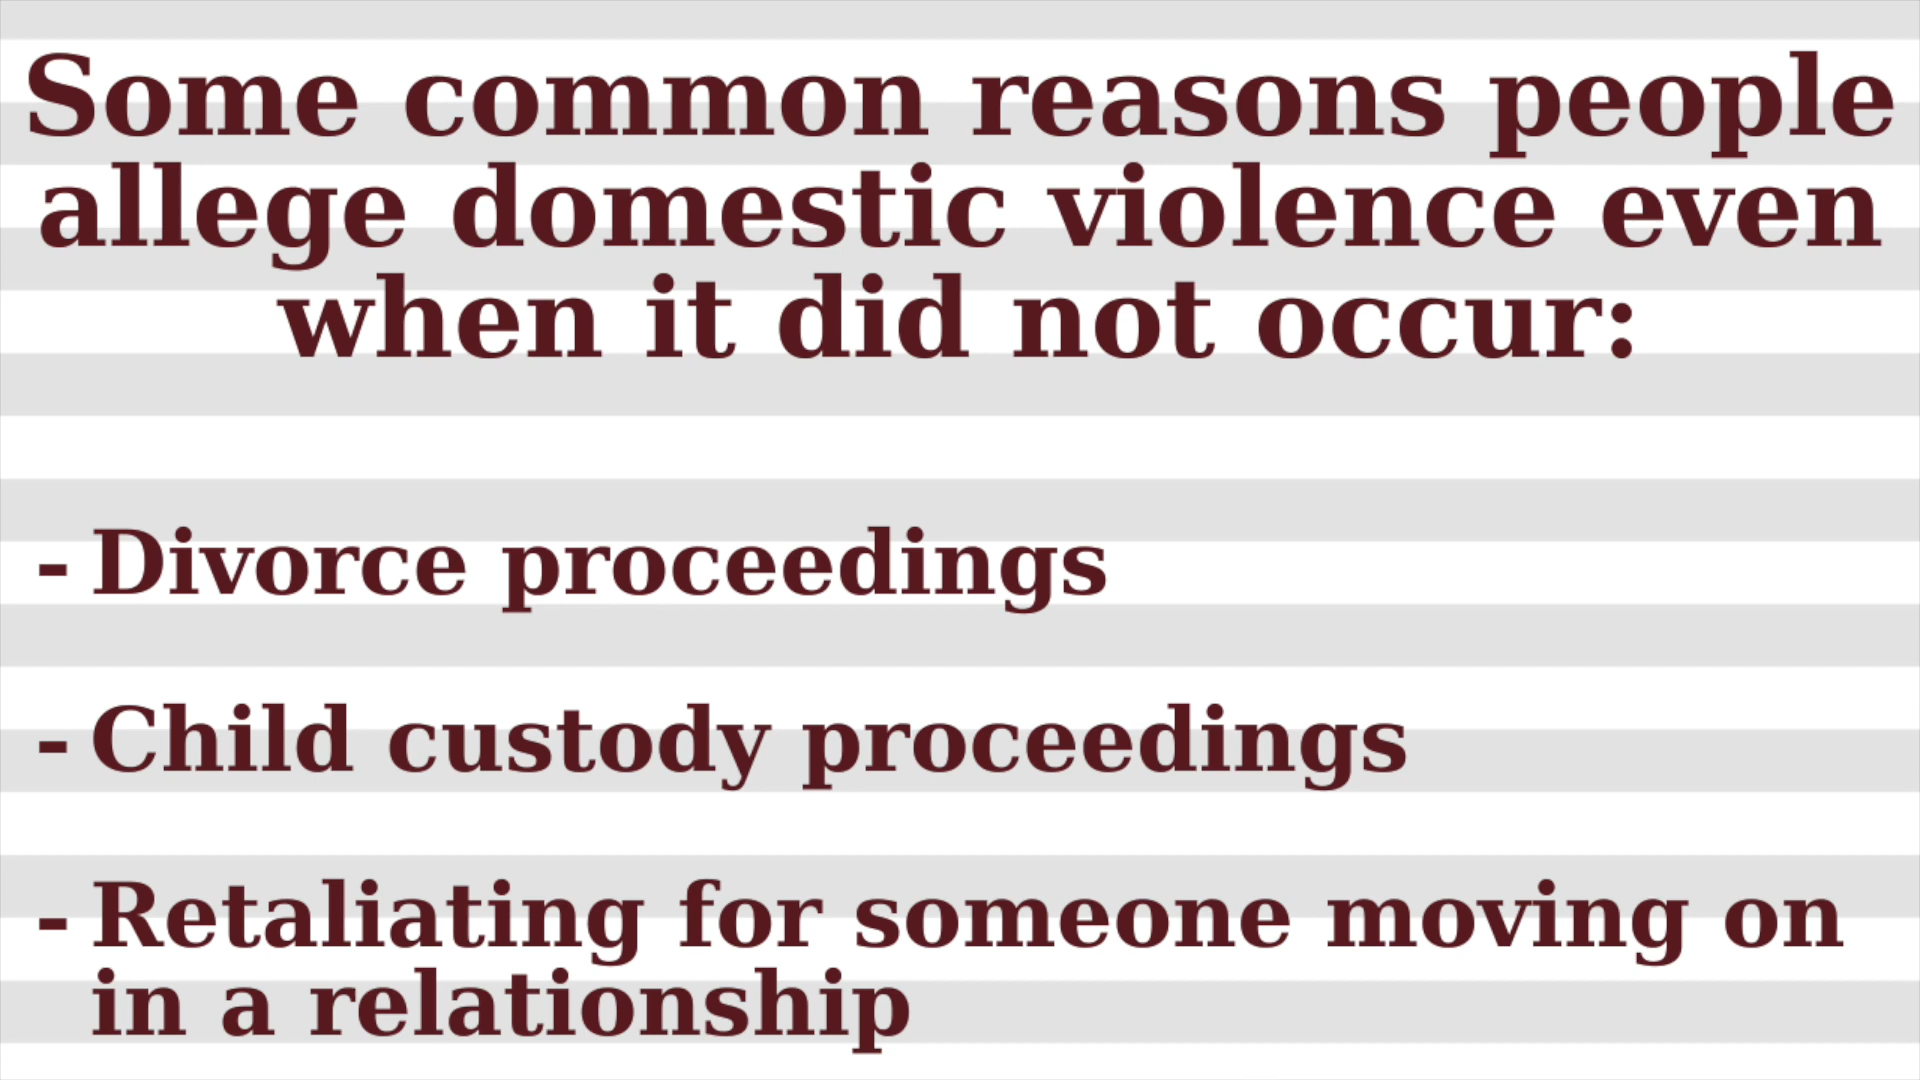 Some common reasons people
allege domestic violence even
when it did not occur:
- Divorce proceedings
- Child custody proceedings
- Retaliating for someone moving on
in a relationship